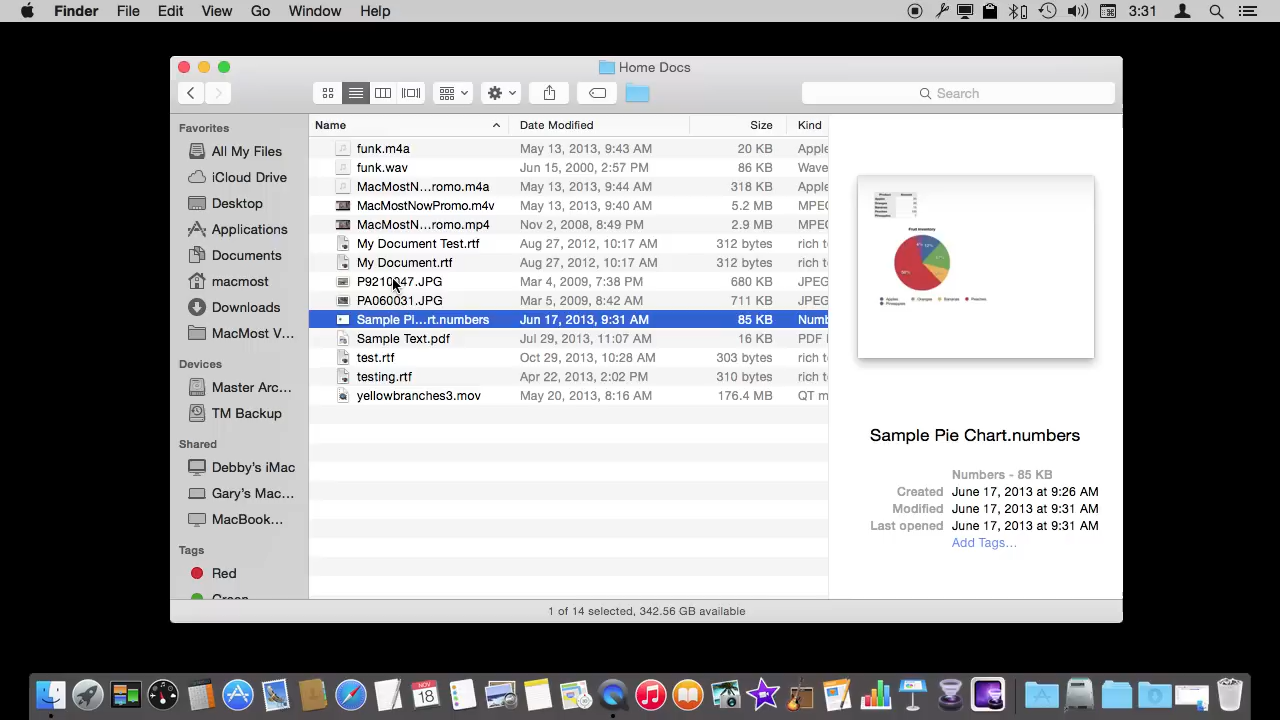 Finder File Edit View Go Window Help 3:31
Home Docs
Search
Favorites
All My Files
iCloud Drive
Desktop
Applications
Documents
macmost
Downloads
MacMost V...
Devices
Master Arc...
TM Backup
Shared
Debby's iMac
Gary's Mac...
MacBook...
Tags
Red
Green
Name Date Modified Size Kind
funk.m4a May 13, 2013, 9:43 AM 20 KB Apple
funk.wav Jun 15, 2000, 2:57 PM 86 KB Wave
MacMostN...romo.m4a May 13, 2013, 9:44 AM 318 KB Apple
MacMostNowPromo.m4v May 13, 2013, 9:40 AM 5.2 MB MPEG
MacMostN...romo.mp4 Nov 2, 2008, 8:49 PM 2.9 MB MPEG
My Document Test.rtf Aug 27, 2012, 10:17 AM 312 bytes rich t
My Document.rtf Aug 27, 2012, 10:17 AM 312 bytes rich t
P9210047.JPG Mar 4, 2009, 7:38 PM 680 KB JPEG
PA060031.JPG Mar 5, 2009, 8:42 AM 711 KB JPEG
Sample Pi...rt.numbers Jun 17, 2013, 9:31 AM 85 KB Numb
Sample Text.pdf Jul 29, 2013, 11:07 AM 16 KB PDF
test.rtf Oct 29, 2013, 10:28 AM 303 bytes rich t
testing.rtf Apr 22, 2013, 2:02 PM 310 bytes rich t
yellowbranches3.mov May 20, 2013, 8:16 AM 176.4 MB QT m
Fruit Inventory
Sample Pie Chart.numbers
Numbers - 85 KB
Created June 17, 2013 at 9:26 AM
Modified June 17, 2013 at 9:31 AM
Last opened June 17, 2013 at 9:31 AM
Add Tags...
1 of 14 selected, 342.56 GB available
NOV
18